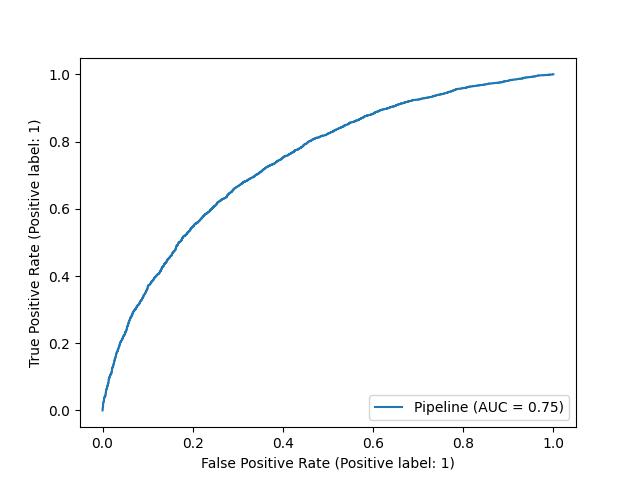 1.0
0.8
0.6
0.4
0.2
0.0
True Positive Rate (Positive label: 1)
Pipeline (AUC = 0.75)
0.0 0.2 0.4 0.6 0.8 1.0
False Positive Rate (Positive label: 1)